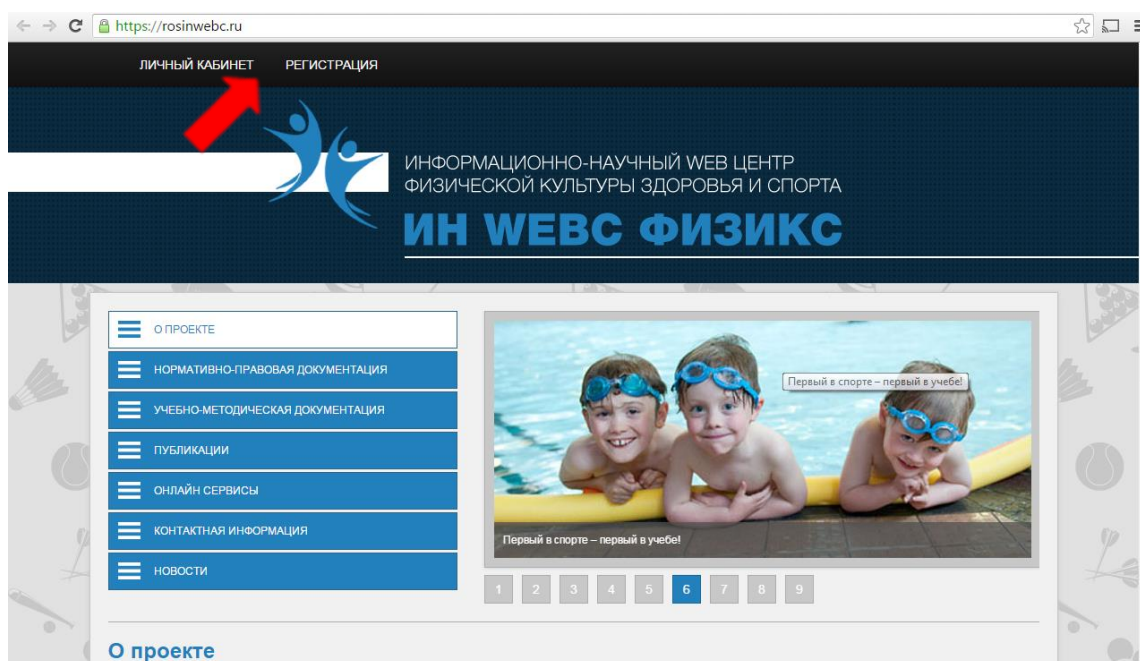 https://rosinwebc.ru
ЛИЧНЫЙ КАБИНЕТ РЕГИСТРАЦИЯ
ИНФОРМАЦИОННО-НАУЧНЫЙ WEB ЦЕНТР
ФИЗИЧЕСКОЙ КУЛЬТУРЫ ЗДОРОВЬЯ И СПОРТА
ИН WEBC ФИЗИКС
О ПРОЕКТЕ
НОРМАТИВНО-ПРАВОВАЯ ДОКУМЕНТАЦИЯ
УЧЕБНО-МЕТОДИЧЕСКАЯ ДОКУМЕНТАЦИЯ
ПУБЛИКАЦИИ
ОНЛАЙН СЕРВИСЫ
КОНТАКТНАЯ ИНФОРМАЦИЯ
НОВОСТИ
Первый в спорте – первый в учебе!
Первый в спорте – первый в учебе!
1 2 3 4 5 6 7 8 9
О проекте